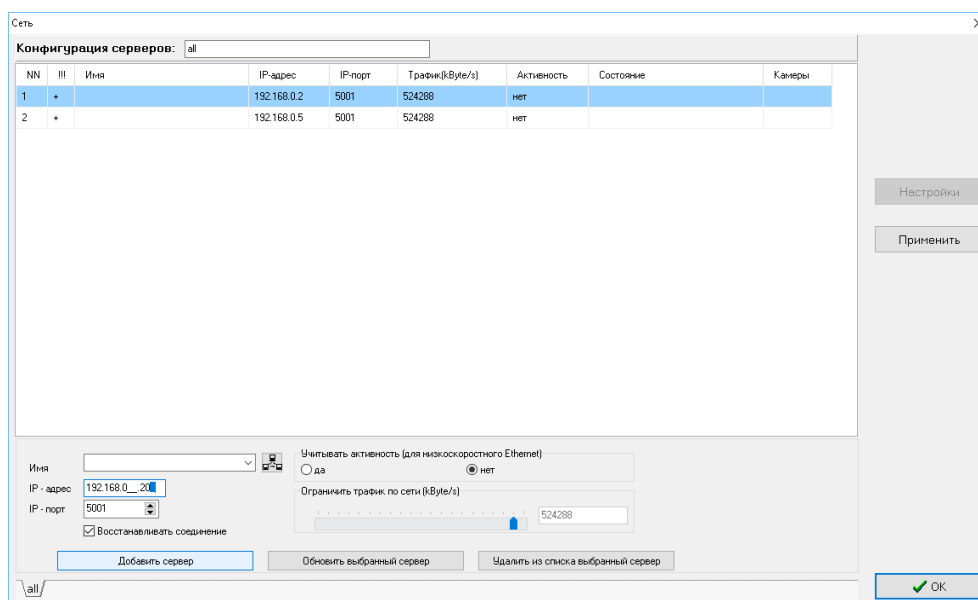 Сеть
Конфигурация серверов: all
NN !!! Имя IP-адрес IP-порт Трафик(kByte/s) Активность Состояние Камеры
1 + 192.168.0.2 5001 524288 нет
2 + 192.168.0.5 5001 524288 нет
Настройки
Применить
Имя
IP - адрес 192.168.0__.20
IP - порт 5001
Восстанавливать соединение
Учитывать активность (для низкоскоростного Ethernet)
да нет
Ограничить трафик по сети (kByte/s)
524288
Добавить сервер Обновить выбранный сервер Удалить из списка выбранный сервер
all
OK